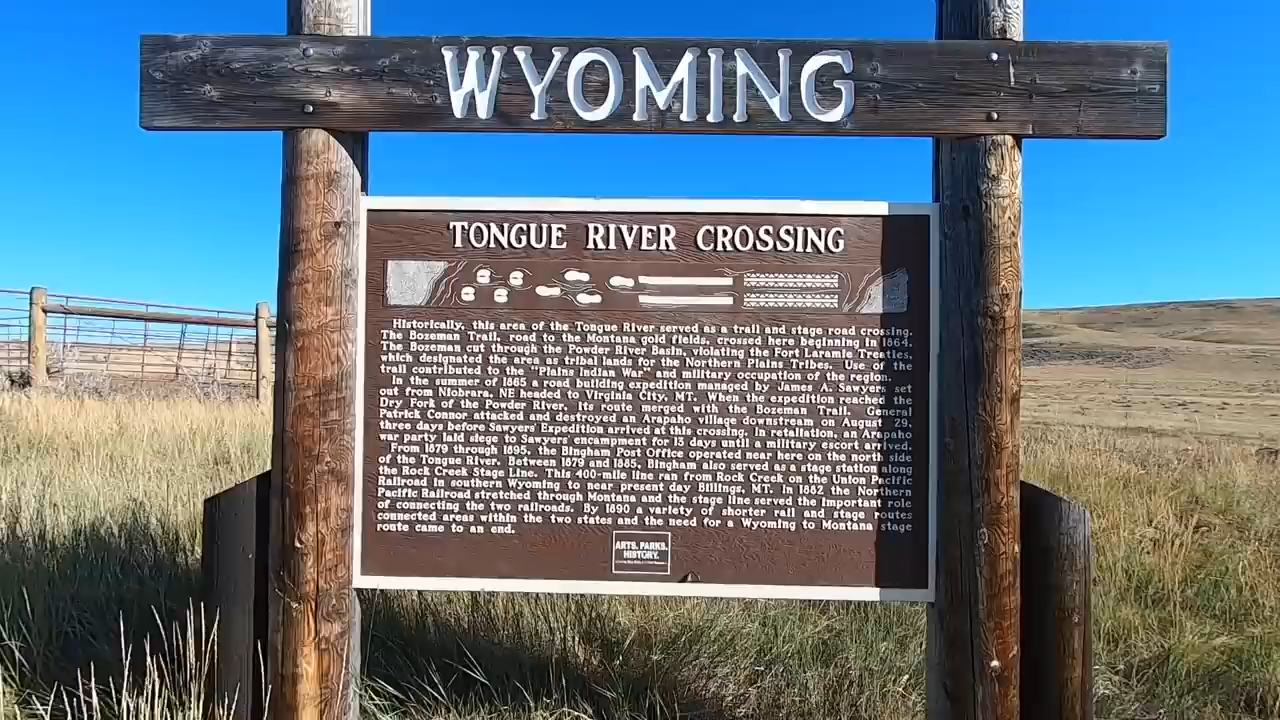 WYOMING
TONGUE RIVER CROSSING
Historically, this area of the Tongue River served as a trail and stage road crossing.
The Bozeman Trail, road to the Montana gold fields, crossed here beginning in 1864.
The Bozeman cut through the Powder River Basin, violating the Fort Laramie Treaties,
which designated the area as tribal lands for the Northern Plains Tribes. Use of the
trail contributed to the "Plains Indian War" and military occupation of the region.
In the summer of 1865 a road building expedition managed by James A. Sawyers set
out from Niobrara, NE headed to Virginia City, MT. When the expedition reached the
Dry Fork of the Powder River, its route merged with the Bozeman Trail. General
Patrick Connor attacked and destroyed an Arapaho village downstream on August 29,
three days before Sawyers' Expedition arrived at this crossing. In retaliation, an Arapaho
war party laid siege to Sawyers' encampment for 13 days until a military escort arrived.
From 1879 through 1895, the Bingham Post Office operated near here on the north side
of the Tongue River. Between 1879 and 1885, Bingham also served as a stage station along
the Rock Creek Stage Line. This 400-mile line ran from Rock Creek on the Union Pacific
Railroad in southern Wyoming to near present day Billings, MT. In 1882 the Northern
Pacific Railroad stretched through Montana and the stage line served the important role
of connecting the two railroads. By 1890 a variety of shorter rail and stage routes
connected areas within the two states and the need for a Wyoming to Montana stage
route came to an end.
ARTS. PARKS.
HISTORY.